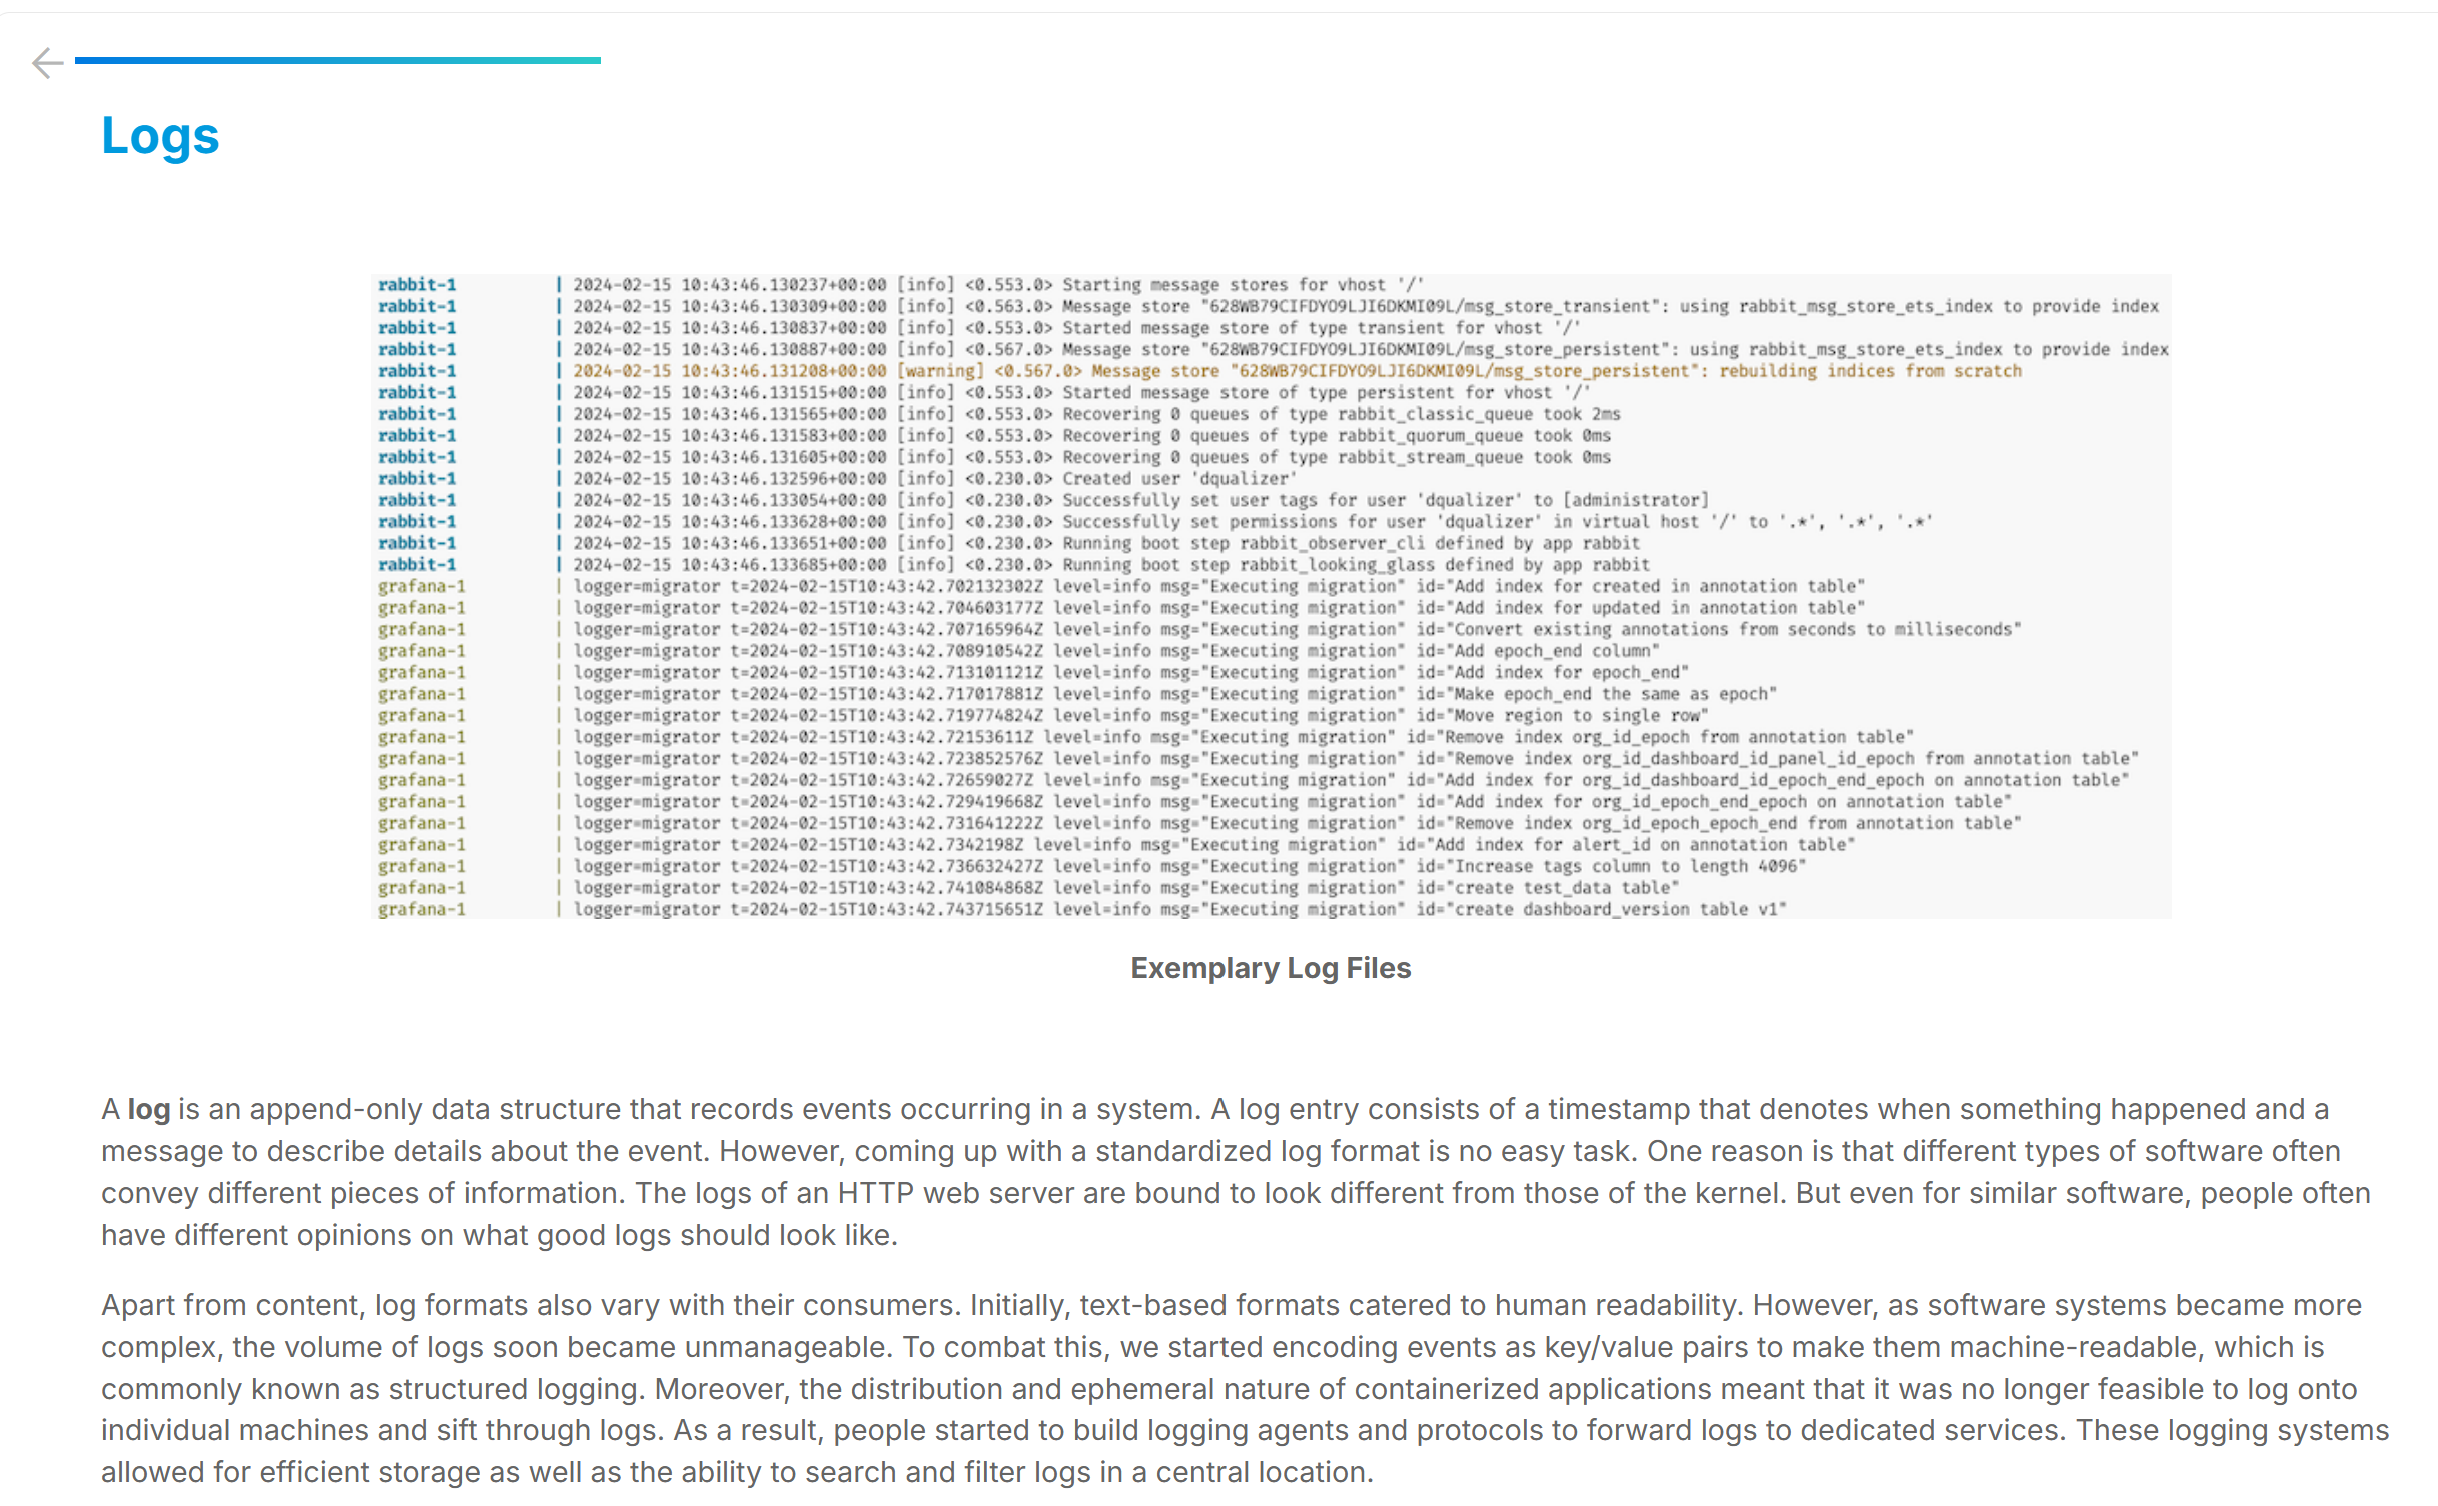 Logs
rabbit-1 | 2024-02-15 10:43:46.130237+00:00 [info] <0.553.0> Starting message stores for vhost '/'
rabbit-1 | 2024-02-15 10:43:46.130309+00:00 [info] <0.563.0> Message store "628WB79CIFDYO9LJI6DKMI09L/msg_store_transient": using rabbit_msg_store_ets_index to provide index
rabbit-1 | 2024-02-15 10:43:46.130837+00:00 [info] <0.553.0> Started message store of type transient for vhost '/'
rabbit-1 | 2024-02-15 10:43:46.130887+00:00 [info] <0.567.0> Message store "628WB79CIFDYO9LJI6DKMI09L/msg_store_persistent": using rabbit_msg_store_ets_index to provide index
rabbit-1 | 2024-02-15 10:43:46.131208+00:00 [warning] <0.567.0> Message store "628WB79CIFDYO9LJI6DKMI09L/msg_store_persistent": rebuilding indices from scratch
rabbit-1 | 2024-02-15 10:43:46.131515+00:00 [info] <0.553.0> Started message store of type persistent for vhost '/'
rabbit-1 | 2024-02-15 10:43:46.131565+00:00 [info] <0.553.0> Recovering 0 queues of type rabbit_classic_queue took 2ms
rabbit-1 | 2024-02-15 10:43:46.131583+00:00 [info] <0.553.0> Recovering 0 queues of type rabbit_quorum_queue took 0ms
rabbit-1 | 2024-02-15 10:43:46.131605+00:00 [info] <0.553.0> Recovering 0 queues of type rabbit_stream_queue took 0ms
rabbit-1 | 2024-02-15 10:43:46.132596+00:00 [info] <0.230.0> Created user 'dqualizer'
rabbit-1 | 2024-02-15 10:43:46.133054+00:00 [info] <0.230.0> Successfully set user tags for user 'dqualizer' to [administrator]
rabbit-1 | 2024-02-15 10:43:46.133628+00:00 [info] <0.230.0> Successfully set permissions for user 'dqualizer' in virtual host '/' to '.*', '.*', '.*'
rabbit-1 | 2024-02-15 10:43:46.133651+00:00 [info] <0.230.0> Running boot step rabbit_observer_cli defined by app rabbit
rabbit-1 | 2024-02-15 10:43:46.133685+00:00 [info] <0.230.0> Running boot step rabbit_looking_glass defined by app rabbit
grafana-1 | logger=migrator t=2024-02-15T10:43:42.702132302Z level=info msg="Executing migration" id="Add index for created in annotation table"
grafana-1 | logger=migrator t=2024-02-15T10:43:42.704603177Z level=info msg="Executing migration" id="Add index for updated in annotation table"
grafana-1 | logger=migrator t=2024-02-15T10:43:42.707165964Z level=info msg="Executing migration" id="Convert existing annotations from seconds to milliseconds"
grafana-1 | logger=migrator t=2024-02-15T10:43:42.708910542Z level=info msg="Executing migration" id="Add epoch_end column"
grafana-1 | logger=migrator t=2024-02-15T10:43:42.713101121Z level=info msg="Executing migration" id="Add index for epoch_end"
grafana-1 | logger=migrator t=2024-02-15T10:43:42.717017881Z level=info msg="Executing migration" id="Make epoch_end the same as epoch"
grafana-1 | logger=migrator t=2024-02-15T10:43:42.719774824Z level=info msg="Executing migration" id="Move region to single row"
grafana-1 | logger=migrator t=2024-02-15T10:43:42.72153611Z level=info msg="Executing migration" id="Remove index org_id_epoch from annotation table"
grafana-1 | logger=migrator t=2024-02-15T10:43:42.723852576Z level=info msg="Executing migration" id="Remove index org_id_dashboard_id_panel_id_epoch from annotation table"
grafana-1 | logger=migrator t=2024-02-15T10:43:42.72659027Z level=info msg="Executing migration" id="Add index for org_id_dashboard_id_epoch_end_epoch on annotation table"
grafana-1 | logger=migrator t=2024-02-15T10:43:42.729419668Z level=info msg="Executing migration" id="Add index for org_id_epoch_end_epoch on annotation table"
grafana-1 | logger=migrator t=2024-02-15T10:43:42.731641222Z level=info msg="Executing migration" id="Remove index org_id_epoch_epoch_end from annotation table"
grafana-1 | logger=migrator t=2024-02-15T10:43:42.7342198Z level=info msg="Executing migration" id="Add index for alert_id on annotation table"
grafana-1 | logger=migrator t=2024-02-15T10:43:42.736632427Z level=info msg="Executing migration" id="Increase tags column to length 4096"
grafana-1 | logger=migrator t=2024-02-15T10:43:42.741084868Z level=info msg="Executing migration" id="create test_data table"
grafana-1 | logger=migrator t=2024-02-15T10:43:42.743715651Z level=info msg="Executing migration" id="create dashboard_version table v1"
Exemplary Log Files
A log is an append-only data structure that records events occurring in a system. A log entry consists of a timestamp that denotes when something happened and a
message to describe details about the event. However, coming up with a standardized log format is no easy task. One reason is that different types of software often
convey different pieces of information. The logs of an HTTP web server are bound to look different from those of the kernel. But even for similar software, people often
have different opinions on what good logs should look like.
Apart from content, log formats also vary with their consumers. Initially, text-based formats catered to human readability. However, as software systems became more
complex, the volume of logs soon became unmanageable. To combat this, we started encoding events as key/value pairs to make them machine-readable, which is
commonly known as structured logging. Moreover, the distribution and ephemeral nature of containerized applications meant that it was no longer feasible to log onto
individual machines and sift through logs. As a result, people started to build logging agents and protocols to forward logs to dedicated services. These logging systems
allowed for efficient storage as well as the ability to search and filter logs in a central location.